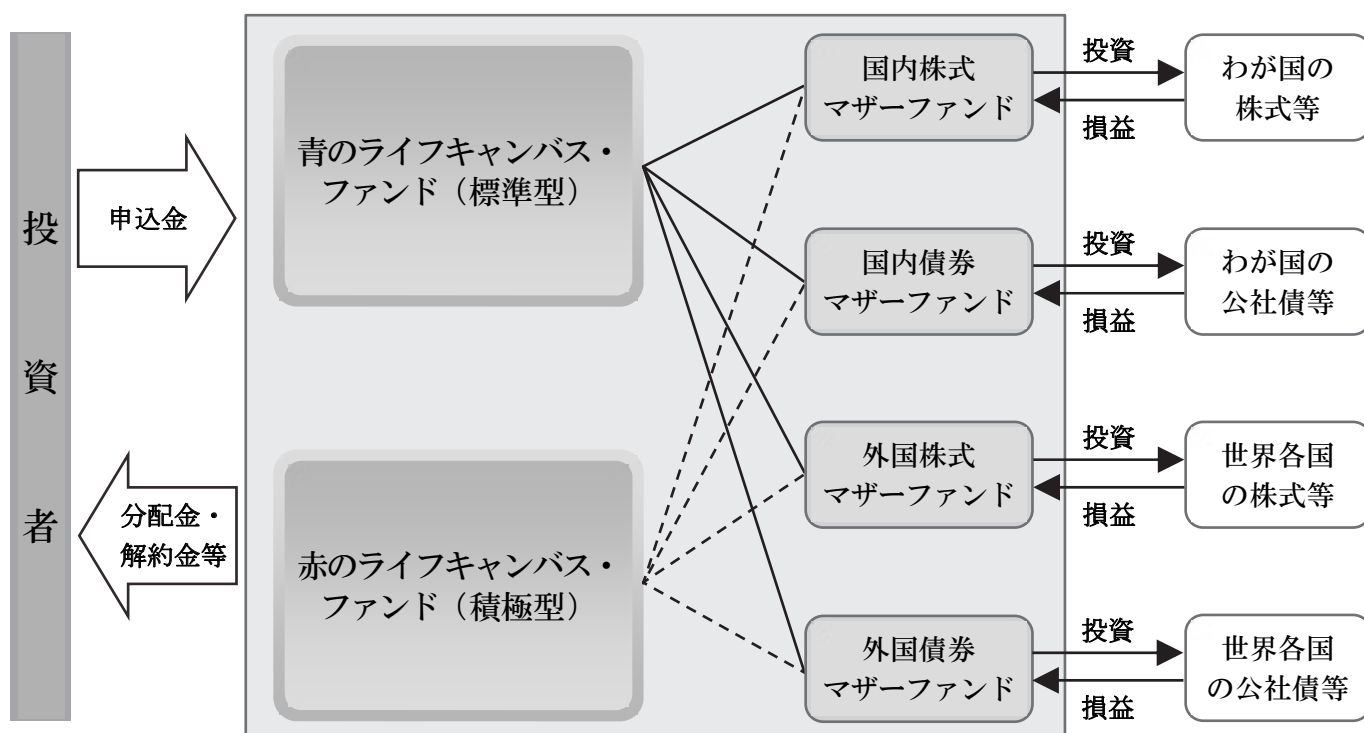 投資者
申込金
分配金・
解約金等
青のライフキャンバス・
ファンド（標準型）
赤のライフキャンバス・
ファンド（積極型）
国内株式
マザーファンド
投資
損益
わが国の
株式等
国内債券
マザーファンド
投資
損益
わが国の
公社債等
外国株式
マザーファンド
投資
損益
世界各国
の株式等
外国債券
マザーファンド
投資
損益
世界各国
の公社債等